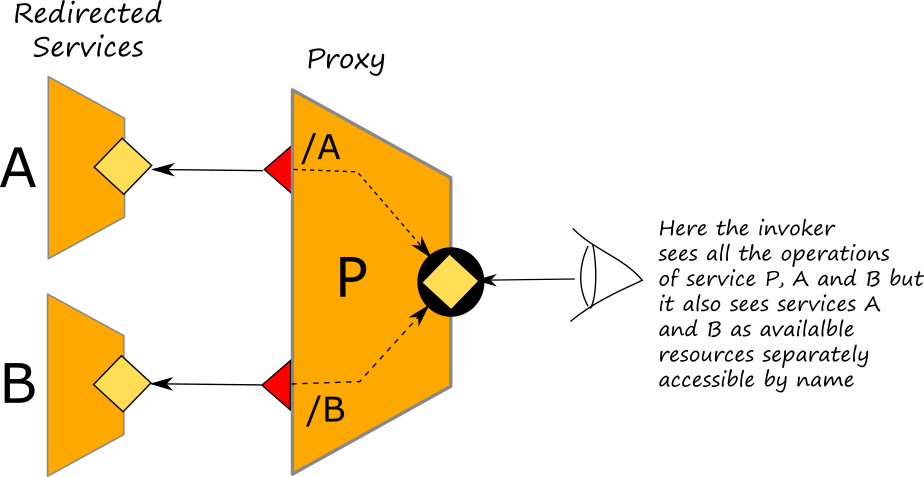 Redirected
Services
Proxy
A
/A
P
B
/B
Here the invoker
sees all the operations
of service P, A and B but
it also sees services A
and B as availalble
resources separately
accessible by name